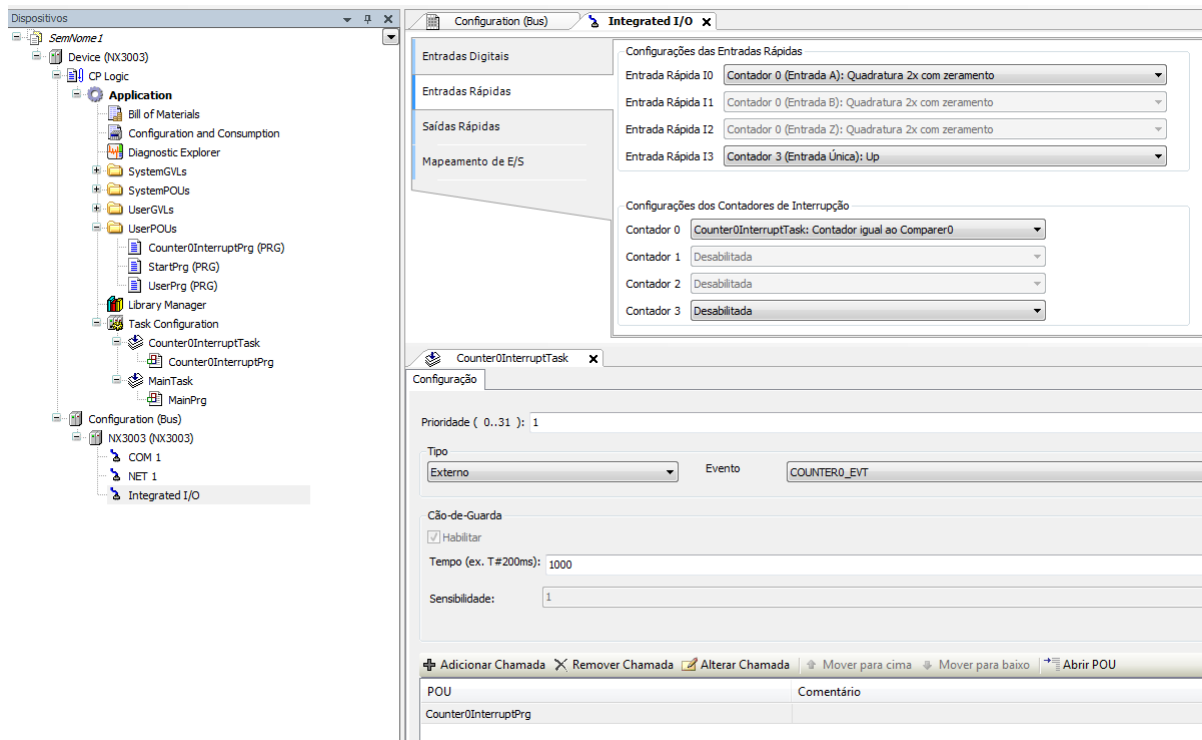 Dispositivos
SemNome1
Device (NX3003)
CP Logic
Application
Bill of Materials
Configuration and Consumption
Diagnostic Explorer
SystemGVLs
SystemPOUs
UserGVLs
UserPOUs
Counter0InterruptPrg (PRG)
StartPrg (PRG)
UserPrg (PRG)
Library Manager
Task Configuration
Counter0InterruptTask
Counter0InterruptPrg
MainTask
MainPrg
Configuration (Bus)
NX3003 (NX3003)
COM 1
NET 1
Integrated I/O
Configuration (Bus) Integrated I/O
Entradas Digitais
Entradas Rápidas
Saídas Rápidas
Mapeamento de E/S
Configurações das Entradas Rápidas
Entrada Rápida I0 Contador 0 (Entrada A): Quadratura 2x com zeramento
Entrada Rápida I1 Contador 0 (Entrada B): Quadratura 2x com zeramento
Entrada Rápida I2 Contador 0 (Entrada Z): Quadratura 2x com zeramento
Entrada Rápida I3 Contador 3 (Entrada Única): Up
Configurações dos Contadores de Interrupção
Contador 0 Counter0InterruptTask: Contador igual ao Comparer0
Contador 1 Desabilitada
Contador 2 Desabilitada
Contador 3 Desabilitada
Counter0InterruptTask
Configuração
Prioridade ( 0..31 ): 1
Tipo
Externo Evento COUNTER0_EVT
Cão-de-Guarda
Habilitar
Tempo (ex. T#200ms): 1000
Sensibilidade: 1
Adicionar Chamada Remover Chamada Alterar Chamada Mover para cima Mover para baixo Abrir POU
POU Comentário
Counter0InterruptPrg